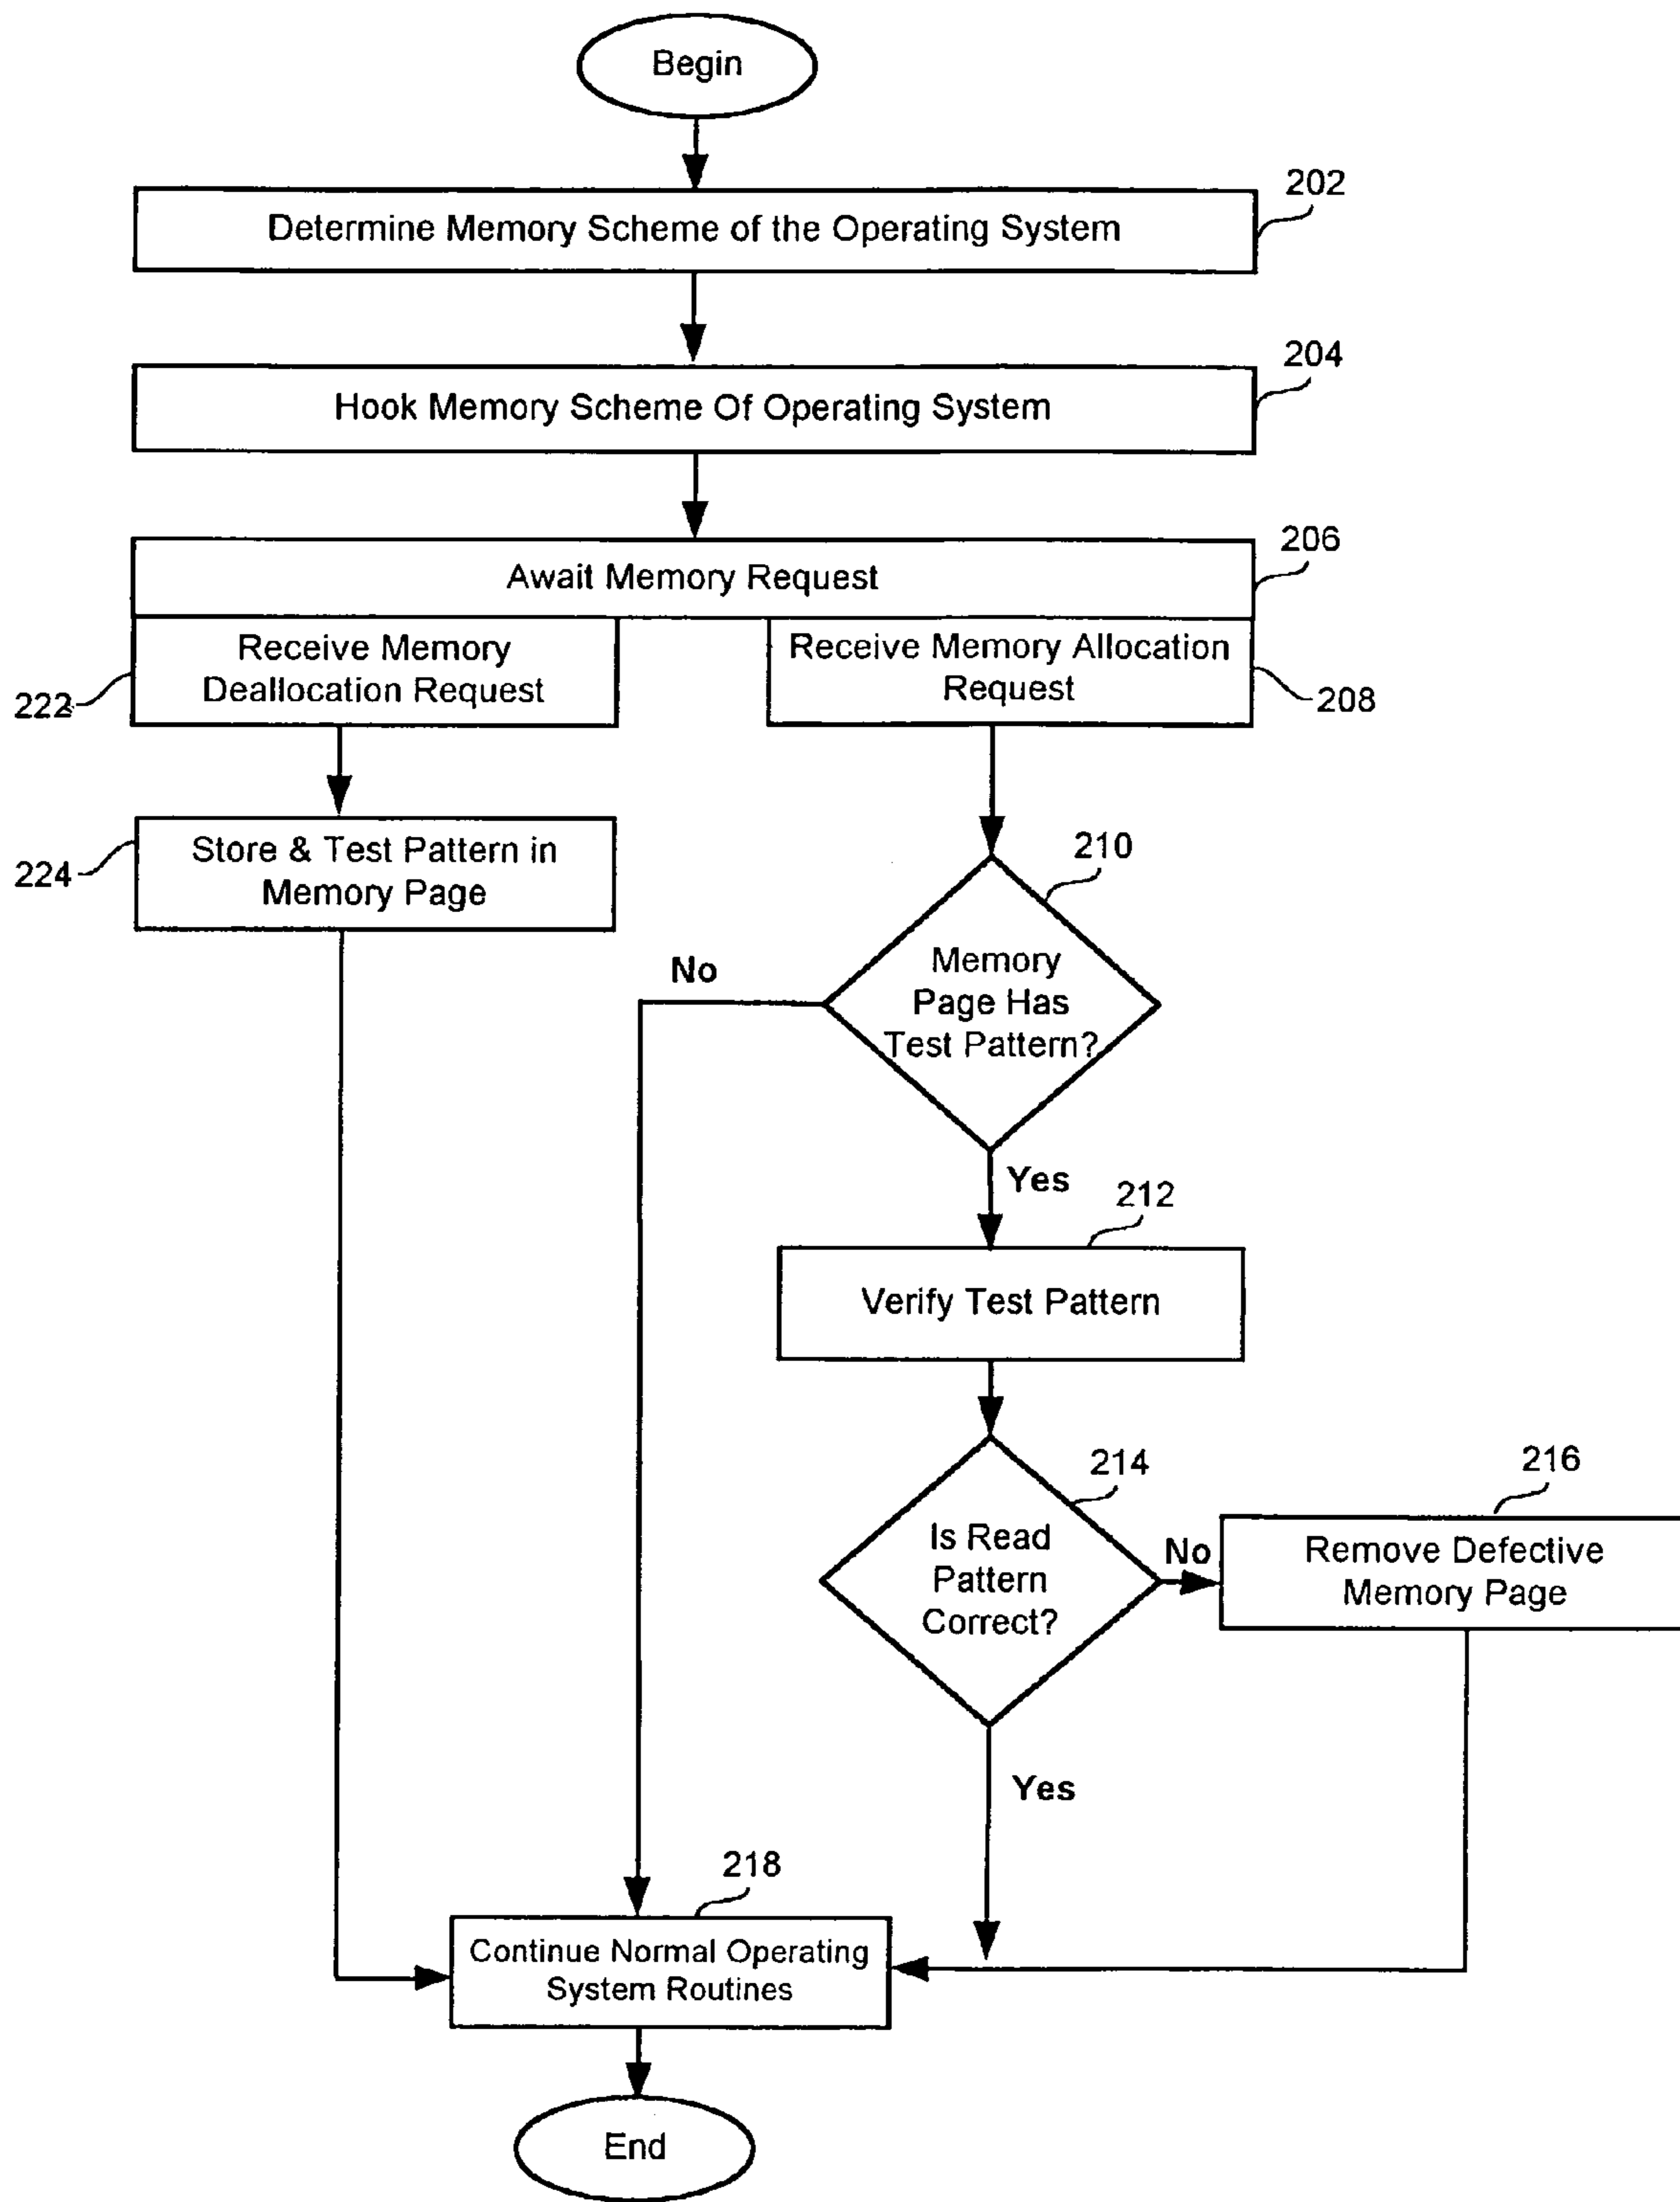 Begin
202
Determine Memory Scheme of the Operating System
204
Hook Memory Scheme Of Operating System
206
Await Memory Request
Receive Memory
Deallocation Request
222
Receive Memory Allocation
Request
208
Store & Test Pattern in
Memory Page
224
210
Memory
Page Has
Test Pattern?
No
Yes
212
Verify Test Pattern
214
Is Read
Pattern
Correct?
No
216
Remove Defective
Memory Page
Yes
218
Continue Normal Operating
System Routines
End